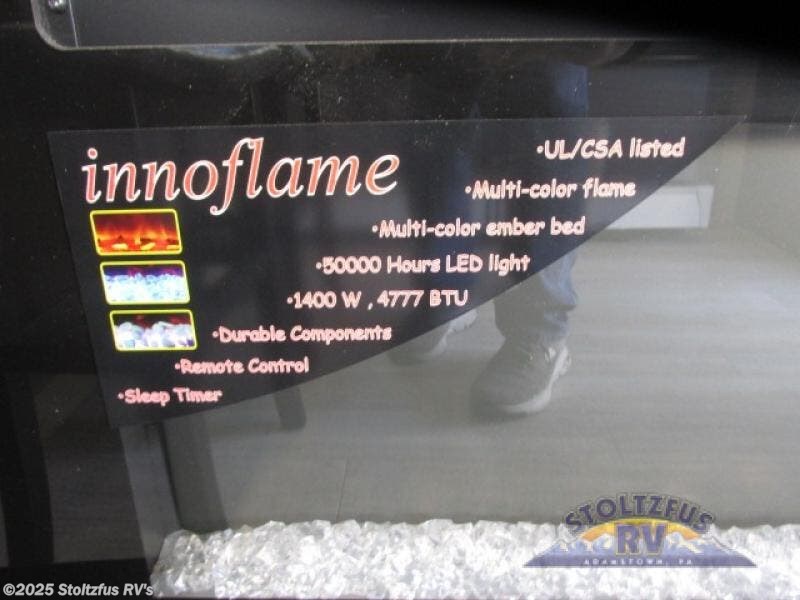 innoflame
•UL/CSA listed
•Multi-color flame
•Multi-color ember bed
•50000 Hours LED light
•1400 W , 4777 BTU
•Durable Components
•Remote Control
•Sleep Timer
STOLTZFUS
RV
ADAMSTOWN, PA
©2025 Stoltzfus RV's